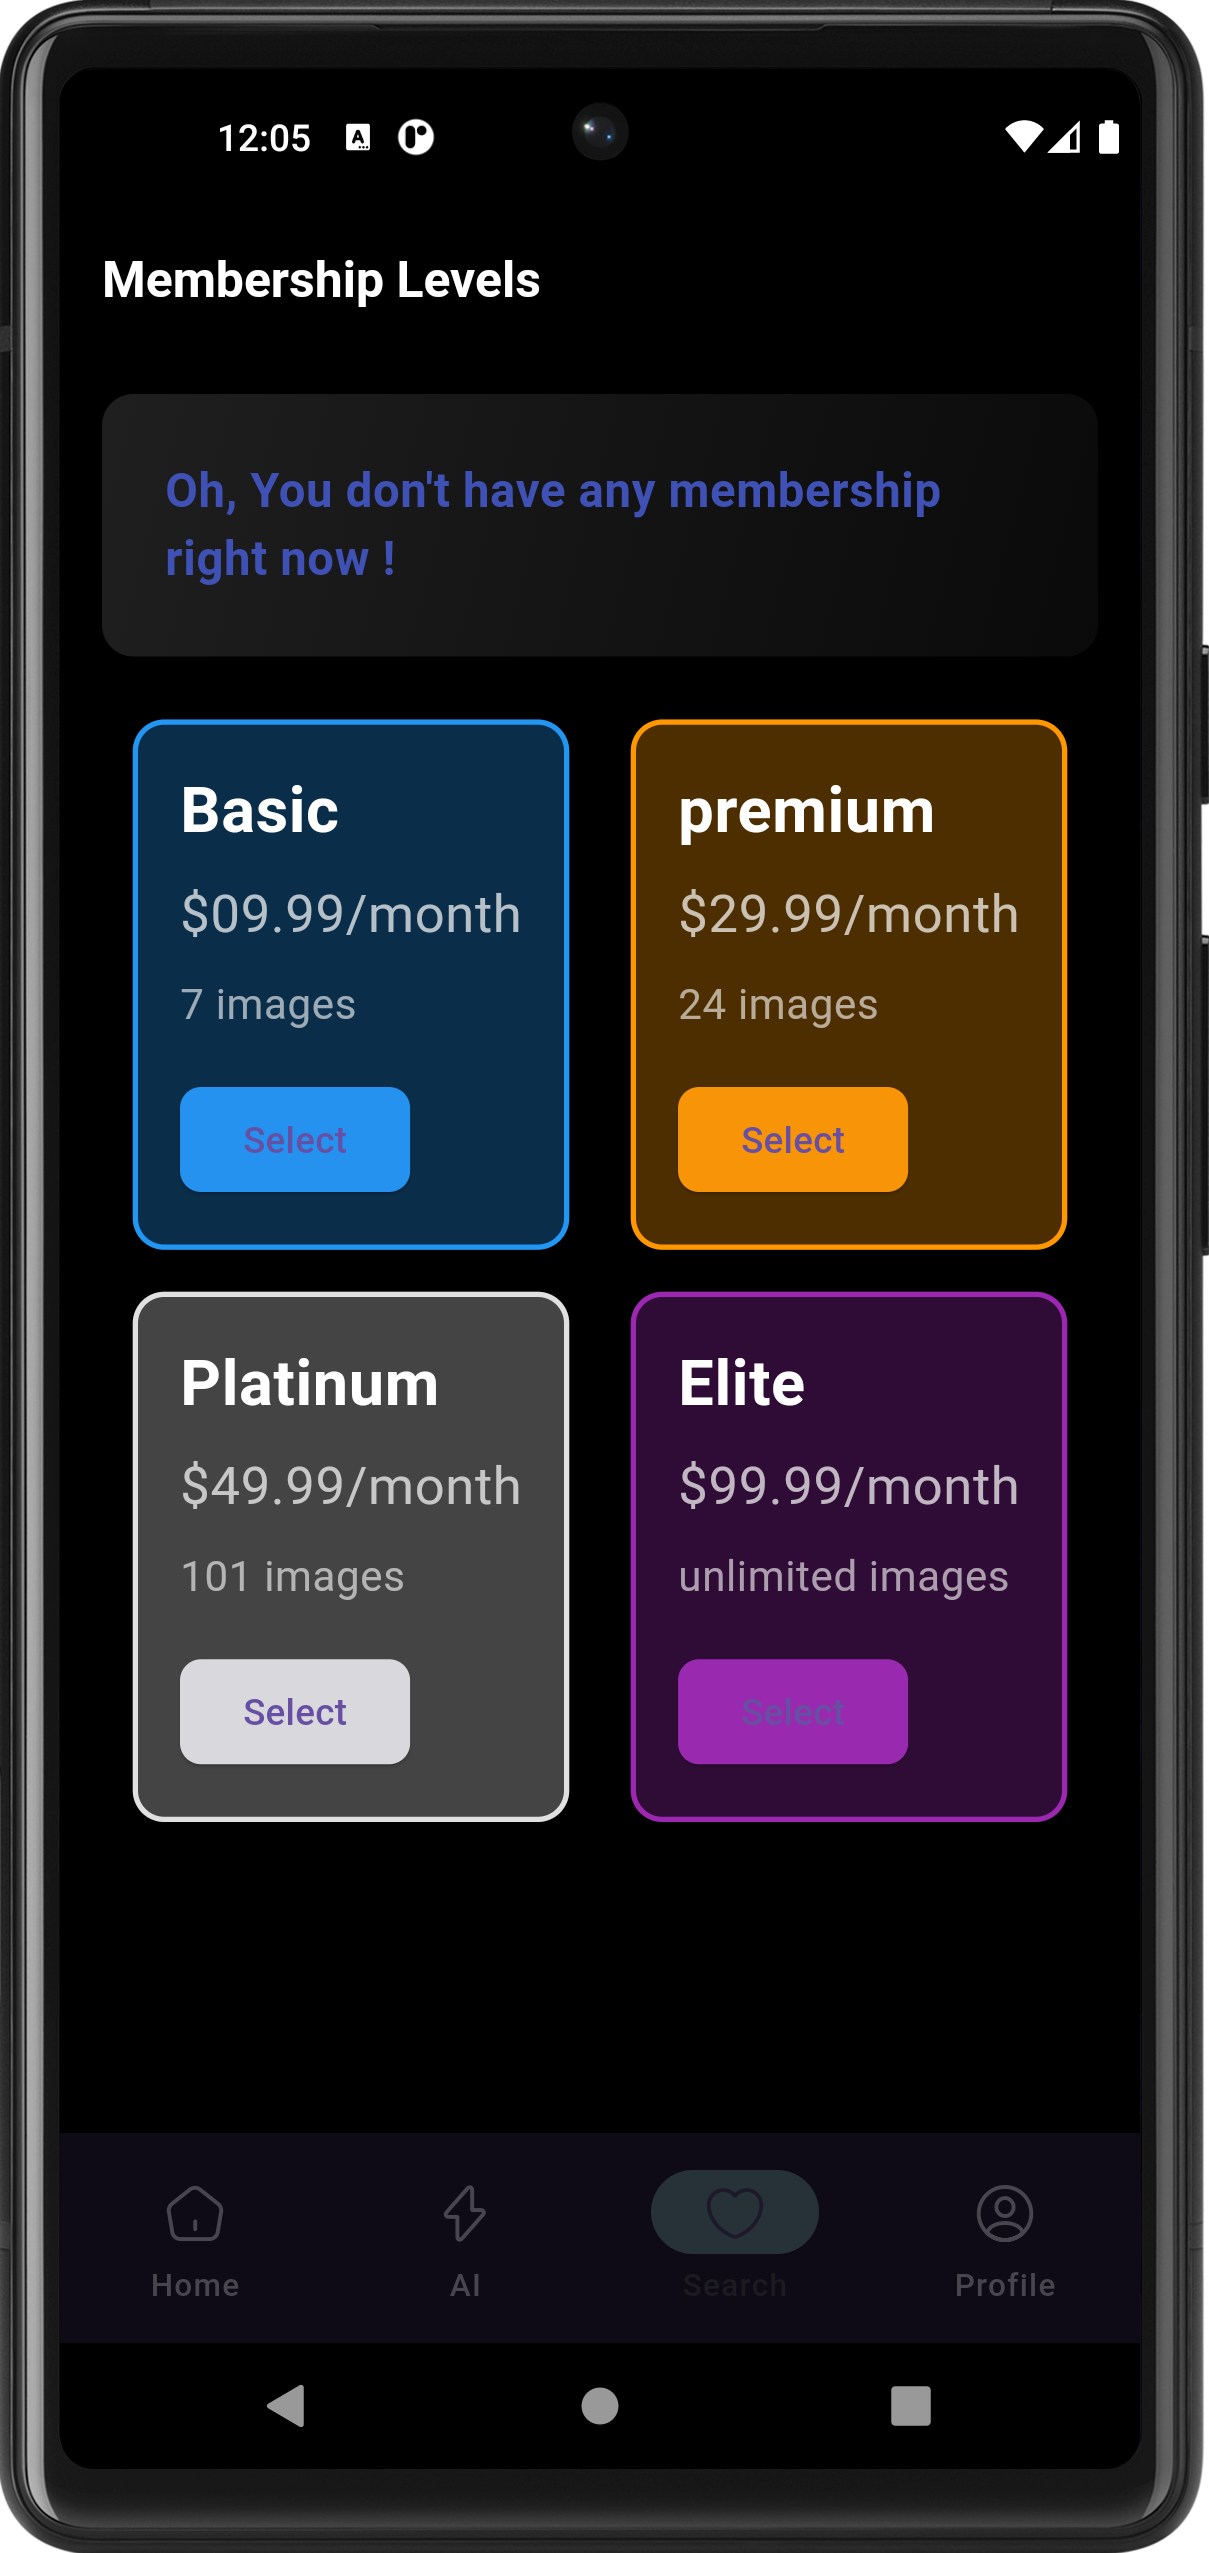 12:05
Membership Levels
Oh, You don't have any membership
right now !
Basic
$09.99/month
7 images
Select
premium
$29.99/month
24 images
Select
Platinum
$49.99/month
101 images
Select
Elite
$99.99/month
unlimited images
Select
Home
AI
Search
Profile